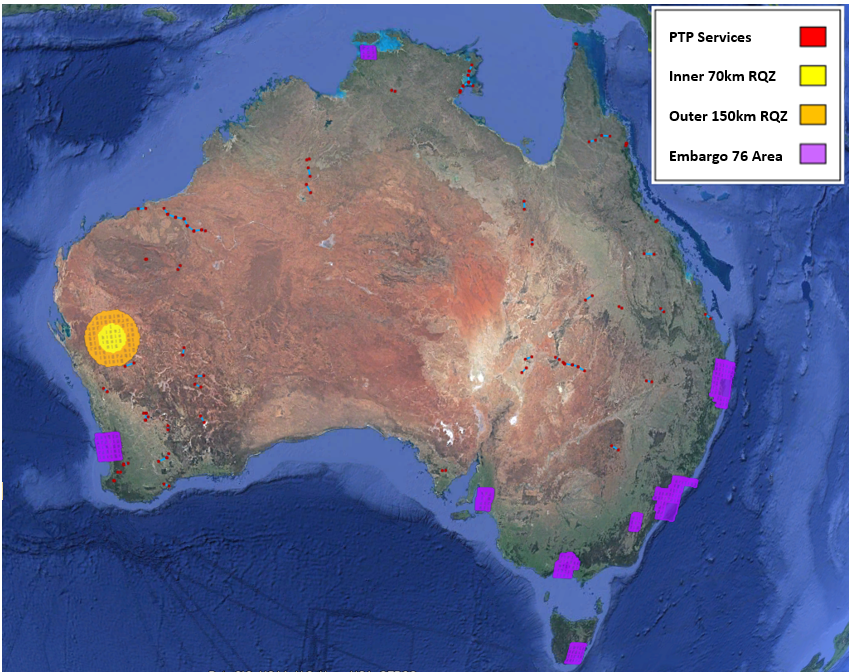 PTP Services
Inner 70km RQZ
Outer 150km RQZ
Embargo 76 Area